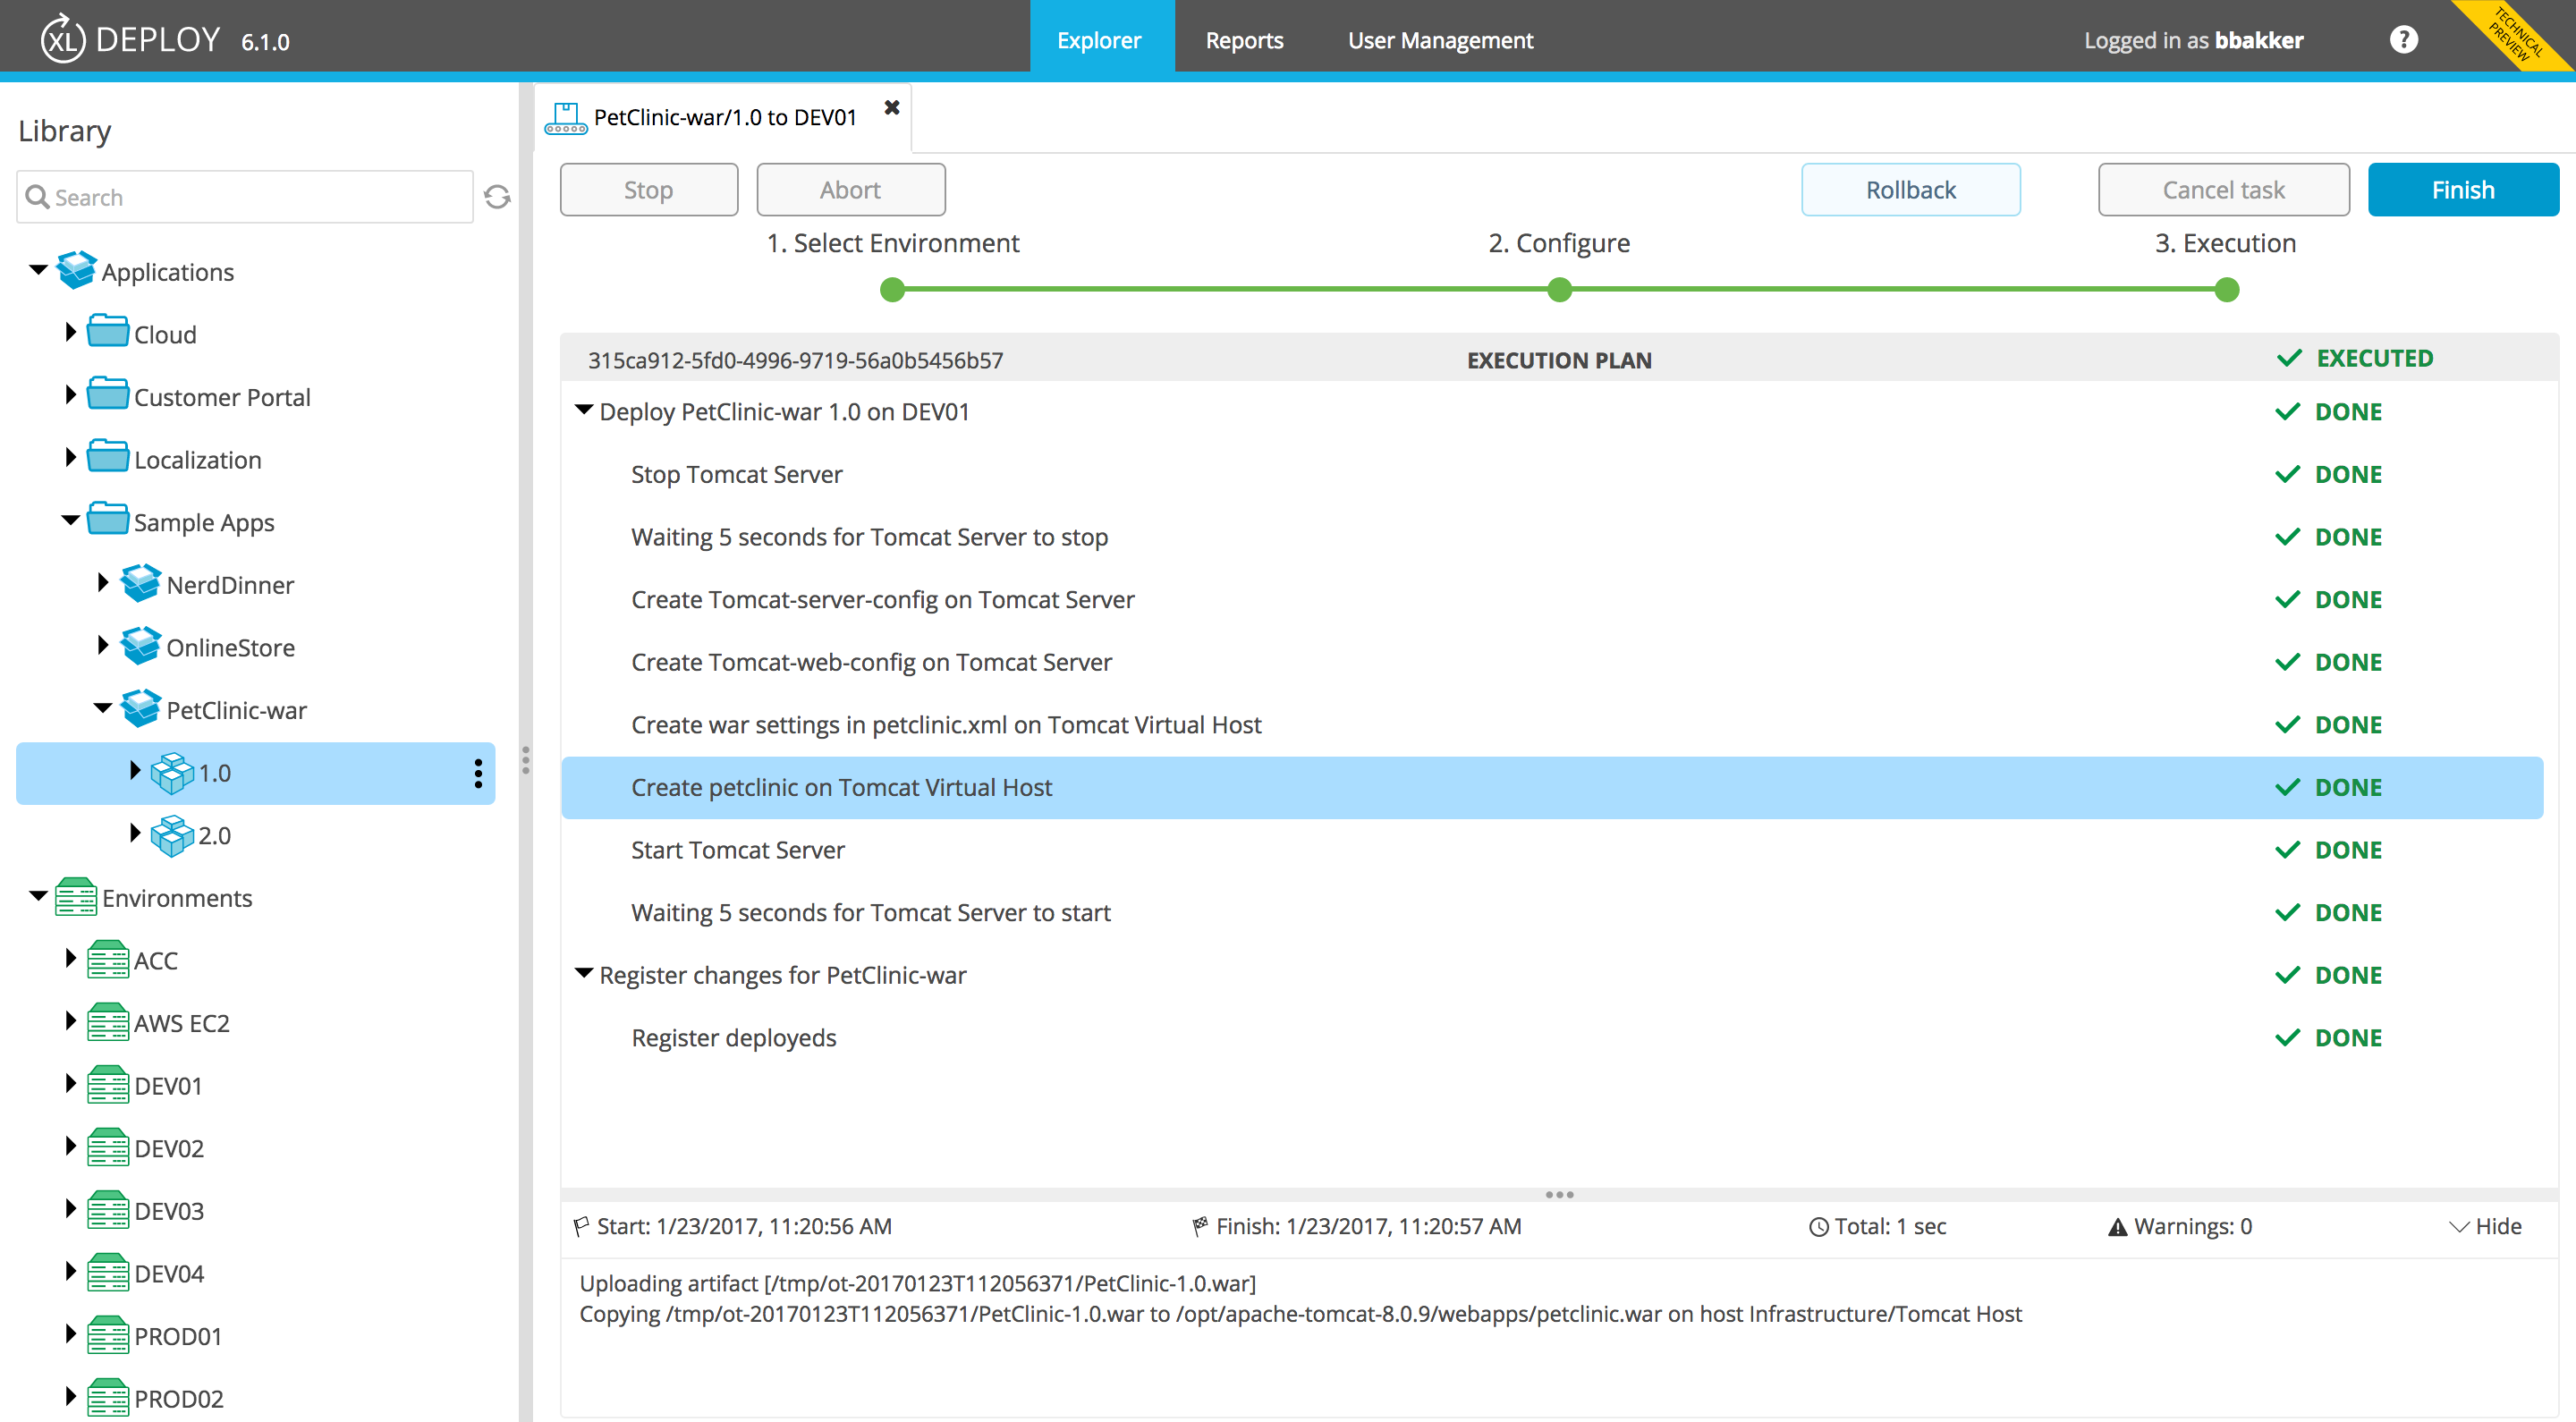 XL DEPLOY 6.1.0
Explorer
Reports
User Management
Logged in as bbakker
?
TECHNICAL
PREVIEW
Library
Search
Applications
Cloud
Customer Portal
Localization
Sample Apps
NerdDinner
OnlineStore
PetClinic-war
1.0
2.0
Environments
ACC
AWS EC2
DEV01
DEV02
DEV03
DEV04
PROD01
PROD02
PetClinic-war/1.0 to DEV01
Stop
Abort
Rollback
Cancel task
Finish
1. Select Environment
2. Configure
3. Execution
315ca912-5fd0-4996-9719-56a0b5456b57 EXECUTION PLAN EXECUTED
Deploy PetClinic-war 1.0 on DEV01 DONE
Stop Tomcat Server DONE
Waiting 5 seconds for Tomcat Server to stop DONE
Create Tomcat-server-config on Tomcat Server DONE
Create Tomcat-web-config on Tomcat Server DONE
Create war settings in petclinic.xml on Tomcat Virtual Host DONE
Create petclinic on Tomcat Virtual Host DONE
Start Tomcat Server DONE
Waiting 5 seconds for Tomcat Server to start DONE
Register changes for PetClinic-war DONE
Register deployeds DONE
Start: 1/23/2017, 11:20:56 AM
Finish: 1/23/2017, 11:20:57 AM
Total: 1 sec
Warnings: 0
Hide
Uploading artifact [/tmp/ot-20170123T112056371/PetClinic-1.0.war]
Copying /tmp/ot-20170123T112056371/PetClinic-1.0.war to /opt/apache-tomcat-8.0.9/webapps/petclinic.war on host Infrastructure/Tomcat Host